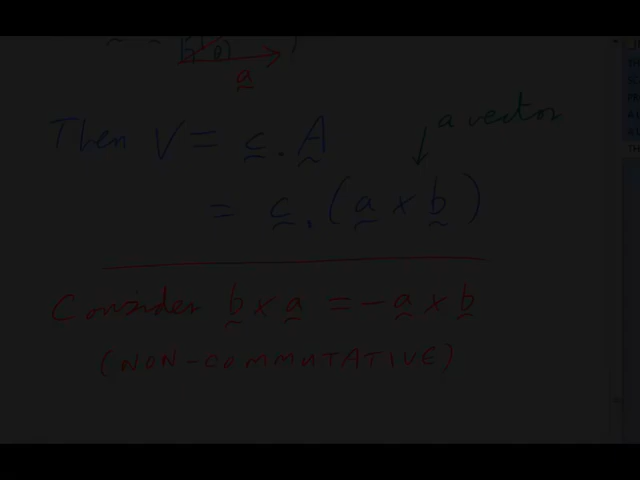 a
a vector
Then V = c . A
= c . (a × b)
Consider b × a = - a × b
(NON-COMMUTATIVE)